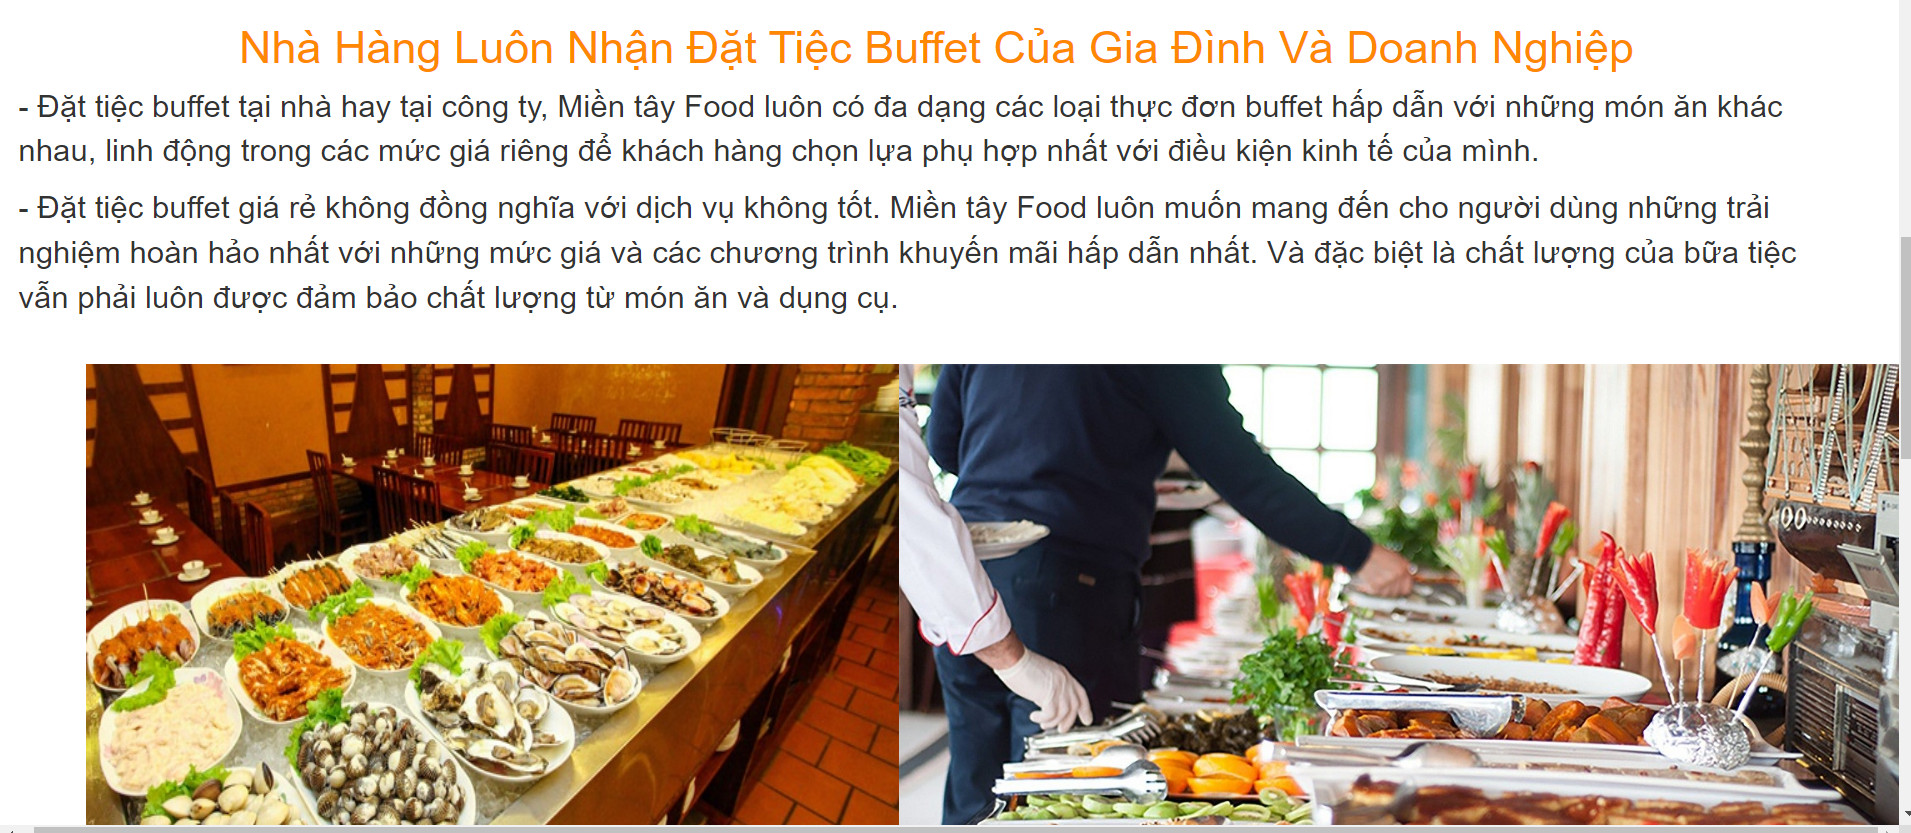 Nhà Hàng Luôn Nhận Đặt Tiệc Buffet Của Gia Đình Và Doanh Nghiệp
- Đặt tiệc buffet tại nhà hay tại công ty, Miền tây Food luôn có đa dạng các loại thực đơn buffet hấp dẫn với những món ăn khác
nhau, linh động trong các mức giá riêng để khách hàng chọn lựa phụ hợp nhất với điều kiện kinh tế của mình.
- Đặt tiệc buffet giá rẻ không đồng nghĩa với dịch vụ không tốt. Miền tây Food luôn muốn mang đến cho người dùng những trải
nghiệm hoàn hảo nhất với những mức giá và các chương trình khuyến mãi hấp dẫn nhất. Và đặc biệt là chất lượng của bữa tiệc
vẫn phải luôn được đảm bảo chất lượng từ món ăn và dụng cụ.